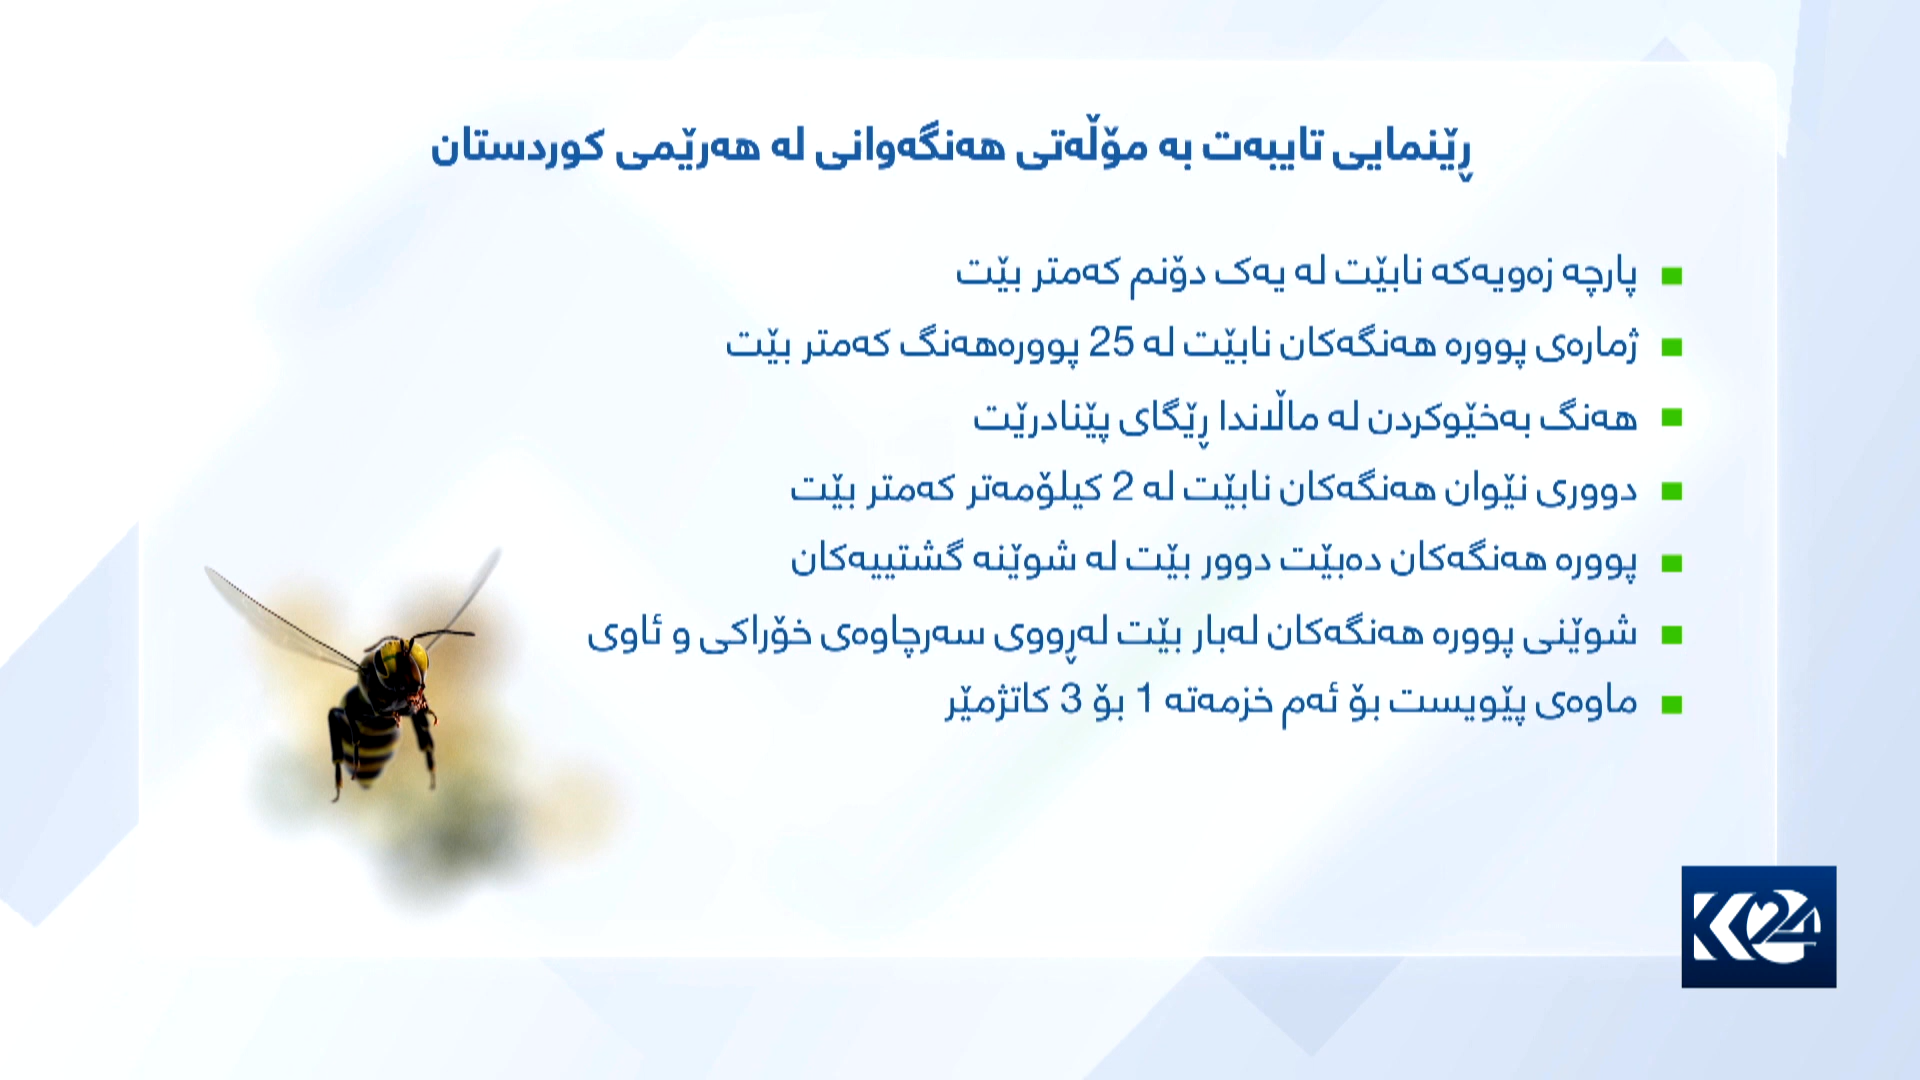 ڕێنمایی تایبەت بە مۆڵەتی هەنگەوانی لە هەرێمی کوردستان
پارچە زەویەکە نابێت لە یەک دۆنم کەمتر بێت
ژمارەی پوورە هەنگەکان نابێت لە 25 پوورەهەنگ کەمتر بێت
هەنگ بەخێوکردن لە ماڵاندا ڕێگای پێنادرێت
دووری نێوان هەنگەکان نابێت لە 2 کیلۆمەتر کەمتر بێت
پوورە هەنگەکان دەبێت دوور بێت لە شوێنە گشتییەکان
شوێنی پوورە هەنگەکان لەبار بێت لەڕووی سەرچاوەی خۆراکی و ئاوی
ماوەی پێویست بۆ ئەم خزمەتە 1 بۆ 3 کاتژمێر
K24